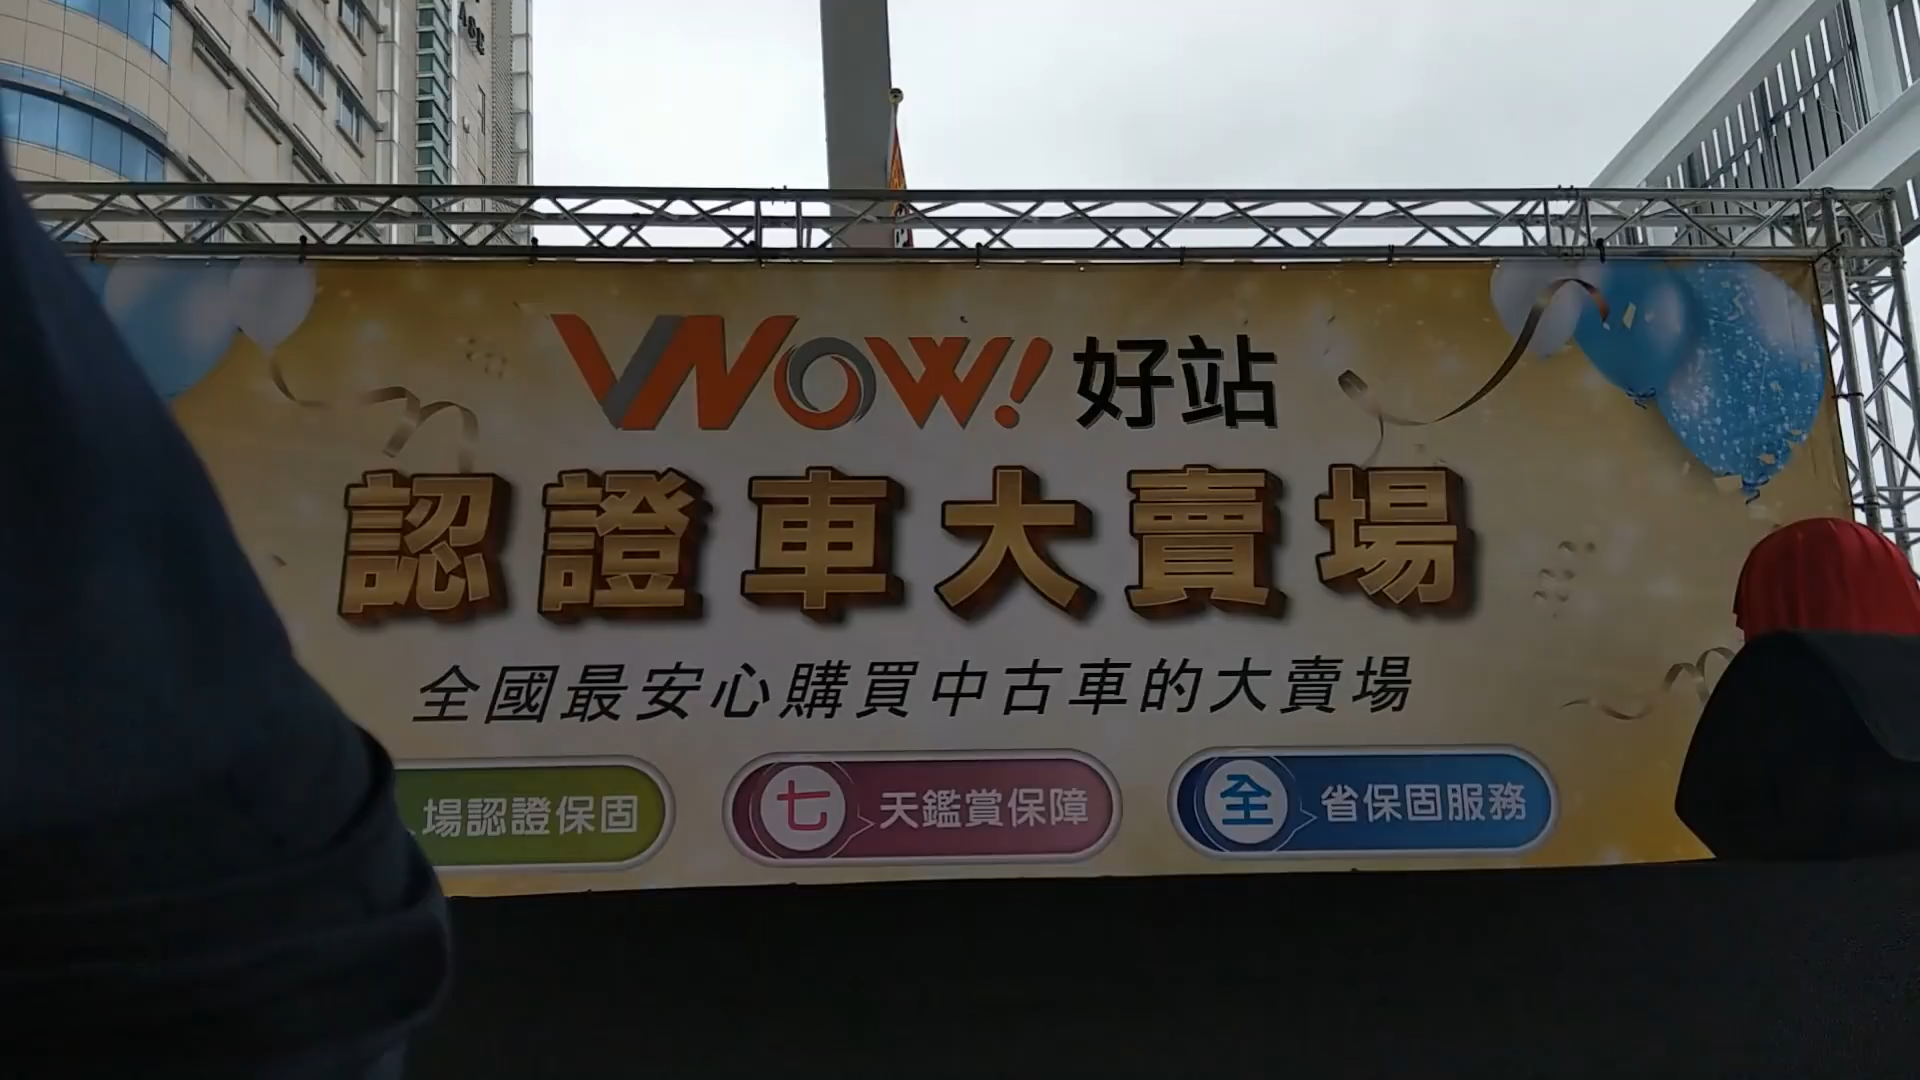 WOW!好站
認證車大賣場
全國最安心購買中古車的大賣場
場認證保固
七天鑑賞保障
全省保固服務